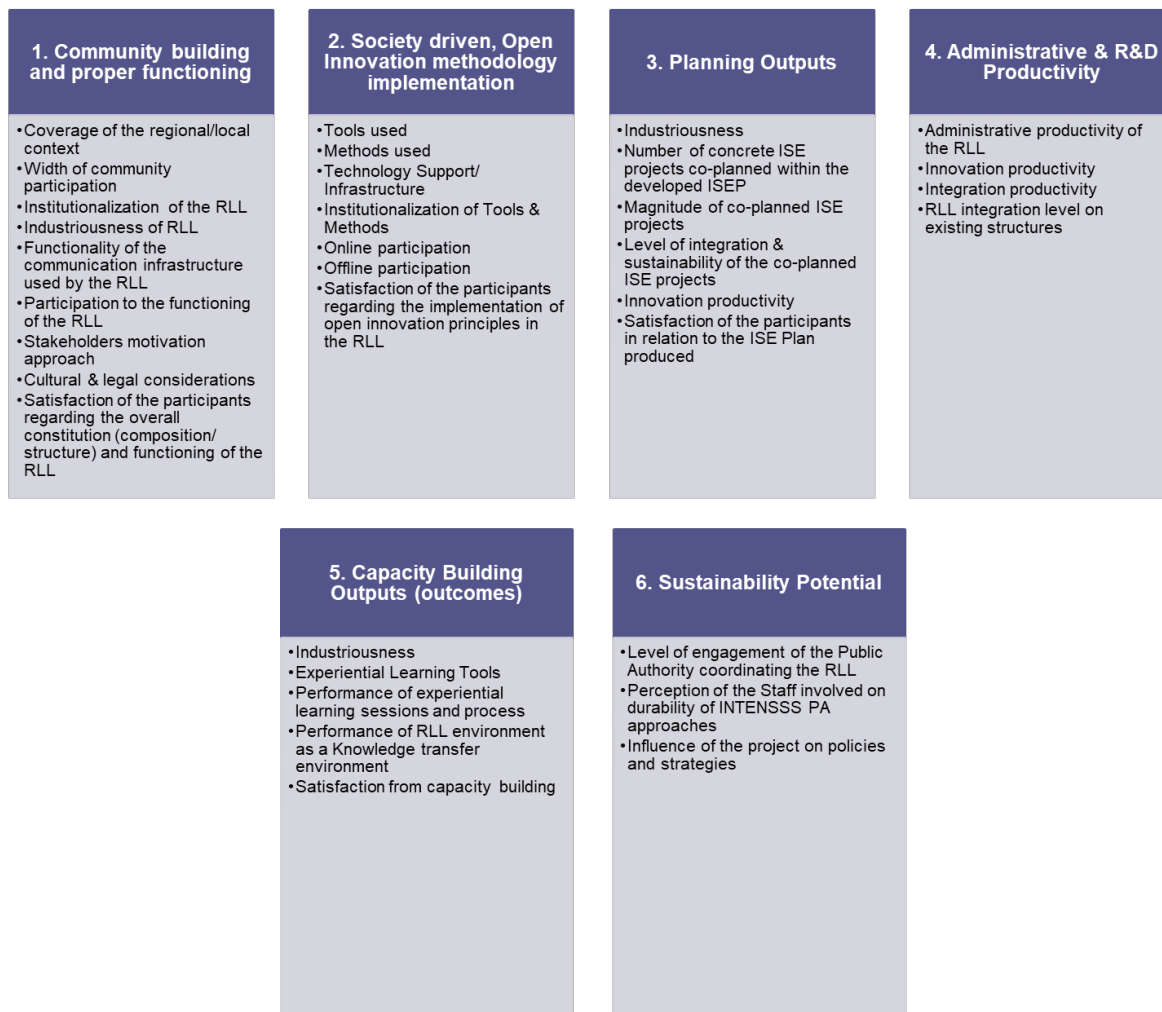 1. Community building
and proper functioning
•Coverage of the regional/local
context
•Width of community
participation
•Institutionalization of the RLL
•Industriousness of RLL
•Functionality of the
communication infrastructure
used by the RLL
•Participation to the functioning
of the RLL
•Stakeholders motivation
approach
•Cultural & legal considerations
•Satisfaction of the participants
regarding the overall
constitution (composition/
structure) and functioning of the
RLL
2. Society driven, Open
Innovation methodology
implementation
•Tools used
•Methods used
•Technology Support/
Infrastructure
•Institutionalization of Tools &
Methods
•Online participation
•Offline participation
•Satisfaction of the participants
regarding the implementation of
open innovation principles in
the RLL
3. Planning Outputs
•Industriousness
•Number of concrete ISE
projects co-planned within the
developed ISEP
•Magnitude of co-planned ISE
projects
•Level of integration &
sustainability of the co-planned
ISE projects
•Innovation productivity
•Satisfaction of the participants
in relation to the ISE Plan
produced
4. Administrative & R&D
Productivity
•Administrative productivity of
the RLL
•Innovation productivity
•Integration productivity
•RLL integration level on
existing structures
5. Capacity Building
Outputs (outcomes)
•Industriousness
•Experiential Learning Tools
•Performance of experiential
learning sessions and process
•Performance of RLL environment
as a Knowledge transfer
environment
•Satisfaction from capacity building
6. Sustainability Potential
•Level of engagement of the Public
Authority coordinating the RLL
•Perception of the Staff involved on
durability of INTENSSS PA
approaches
•Influence of the project on policies
and strategies